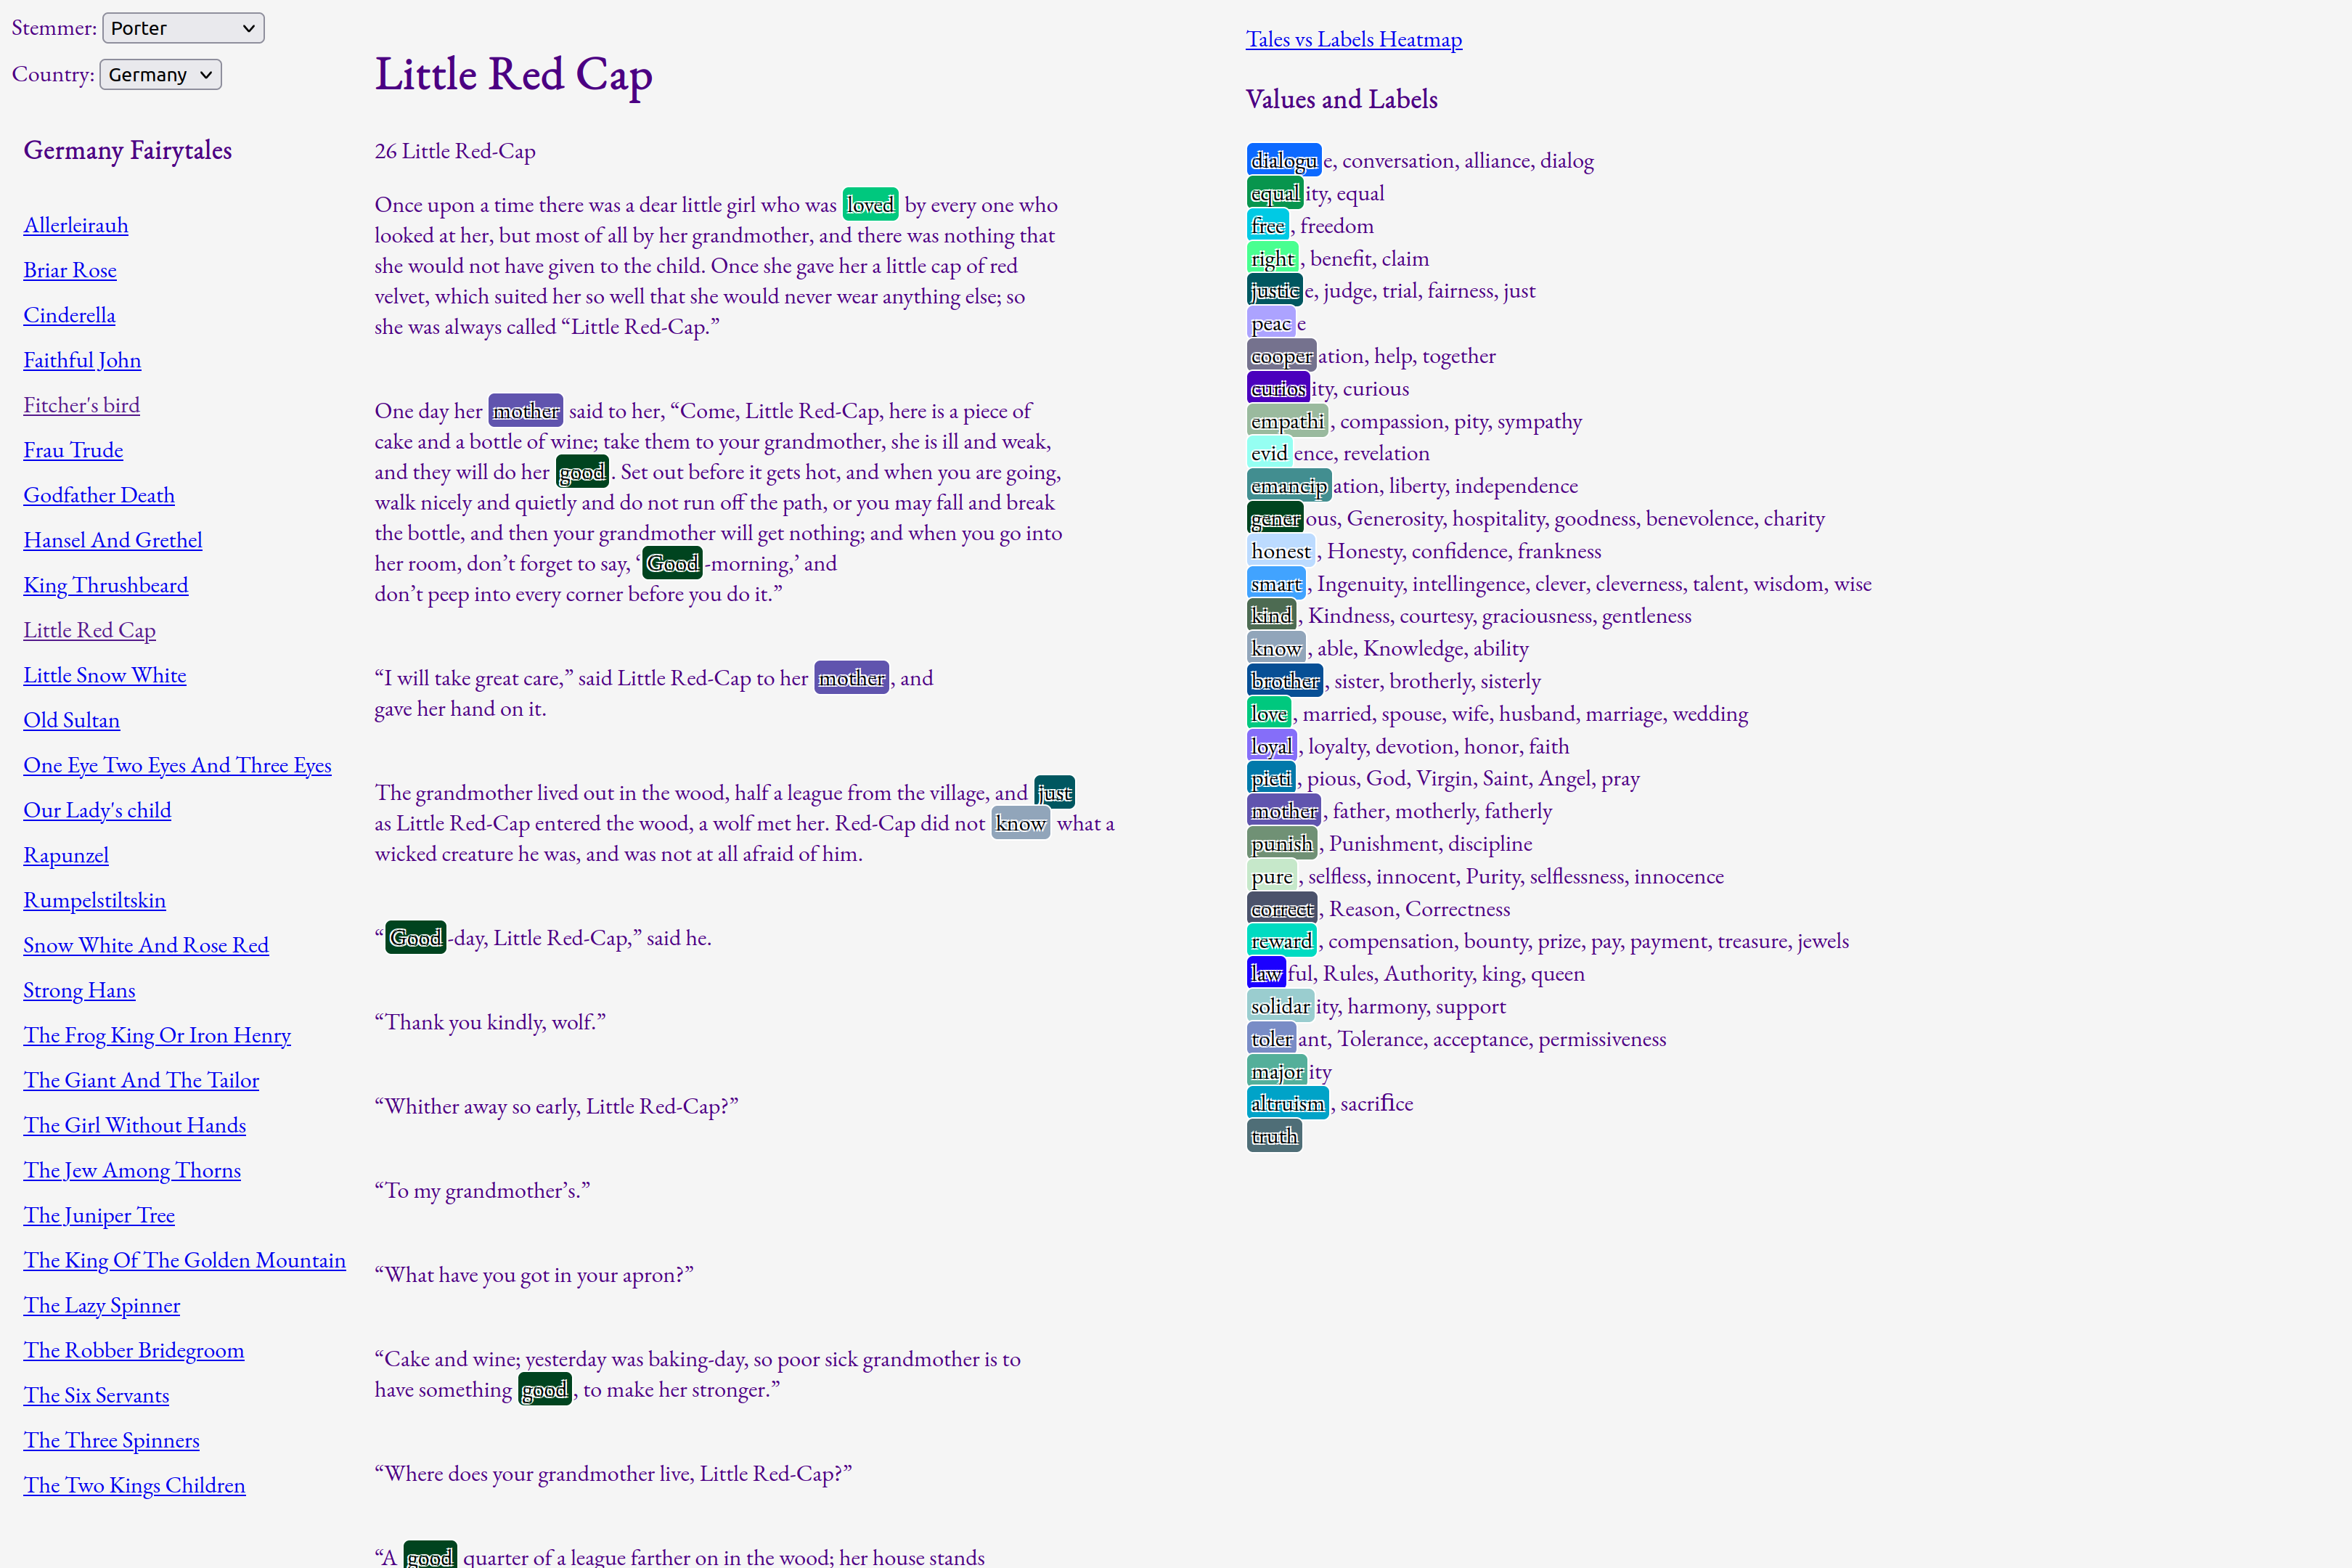 Stemmer: Porter
Country: Germany
Germany Fairytales
Allerleirauh
Briar Rose
Cinderella
Faithful John
Fitcher's bird
Frau Trude
Godfather Death
Hansel And Grethel
King Thrushbeard
Little Red Cap
Little Snow White
Old Sultan
One Eye Two Eyes And Three Eyes
Our Lady's child
Rapunzel
Rumpelstiltskin
Snow White And Rose Red
Strong Hans
The Frog King Or Iron Henry
The Giant And The Tailor
The Girl Without Hands
The Jew Among Thorns
The Juniper Tree
The King Of The Golden Mountain
The Lazy Spinner
The Robber Bridegroom
The Six Servants
The Three Spinners
The Two Kings Children
Little Red Cap
26 Little Red-Cap
Once upon a time there was a dear little girl who was loved by every one who
looked at her, but most of all by her grandmother, and there was nothing that
she would not have given to the child. Once she gave her a little cap of red
velvet, which suited her so well that she would never wear anything else; so
she was always called “Little Red-Cap.”
One day her mother said to her, “Come, Little Red-Cap, here is a piece of
cake and a bottle of wine; take them to your grandmother, she is ill and weak,
and they will do her good. Set out before it gets hot, and when you are going,
walk nicely and quietly and do not run off the path, or you may fall and break
the bottle, and then your grandmother will get nothing; and when you go into
her room, don’t forget to say, ‘Good-morning,’ and
don’t peep into every corner before you do it.”
“I will take great care,” said Little Red-Cap to her mother, and
gave her hand on it.
The grandmother lived out in the wood, half a league from the village, and just
as Little Red-Cap entered the wood, a wolf met her. Red-Cap did not know what a
wicked creature he was, and was not at all afraid of him.
“Good-day, Little Red-Cap,” said he.
“Thank you kindly, wolf.”
“Whither away so early, Little Red-Cap?”
“To my grandmother’s.”
“What have you got in your apron?”
“Cake and wine; yesterday was baking-day, so poor sick grandmother is to
have something good, to make her stronger.”
“Where does your grandmother live, Little Red-Cap?”
“A good quarter of a league farther on in the wood; her house stands
Tales vs Labels Heatmap
Values and Labels
dialogue, conversation, alliance, dialog
equality, equal
free, freedom
right, benefit, claim
justice, judge, trial, fairness, just
peace
cooperation, help, together
curiosity, curious
empathi, compassion, pity, sympathy
evidence, revelation
emancipation, liberty, independence
generous, Generosity, hospitality, goodness, benevolence, charity
honest, Honesty, confidence, frankness
smart, Ingenuity, intellingence, clever, cleverness, talent, wisdom, wise
kind, Kindness, courtesy, graciousness, gentleness
know, able, Knowledge, ability
brother, sister, brotherly, sisterly
love, married, spouse, wife, husband, marriage, wedding
loyal, loyalty, devotion, honor, faith
pieti, pious, God, Virgin, Saint, Angel, pray
mother, father, motherly, fatherly
punish, Punishment, discipline
pure, selfless, innocent, Purity, selflessness, innocence
correct, Reason, Correctness
reward, compensation, bounty, prize, pay, payment, treasure, jewels
lawful, Rules, Authority, king, queen
solidarity, harmony, support
tolerant, Tolerance, acceptance, permissiveness
majority
altruism, sacrifice
truth